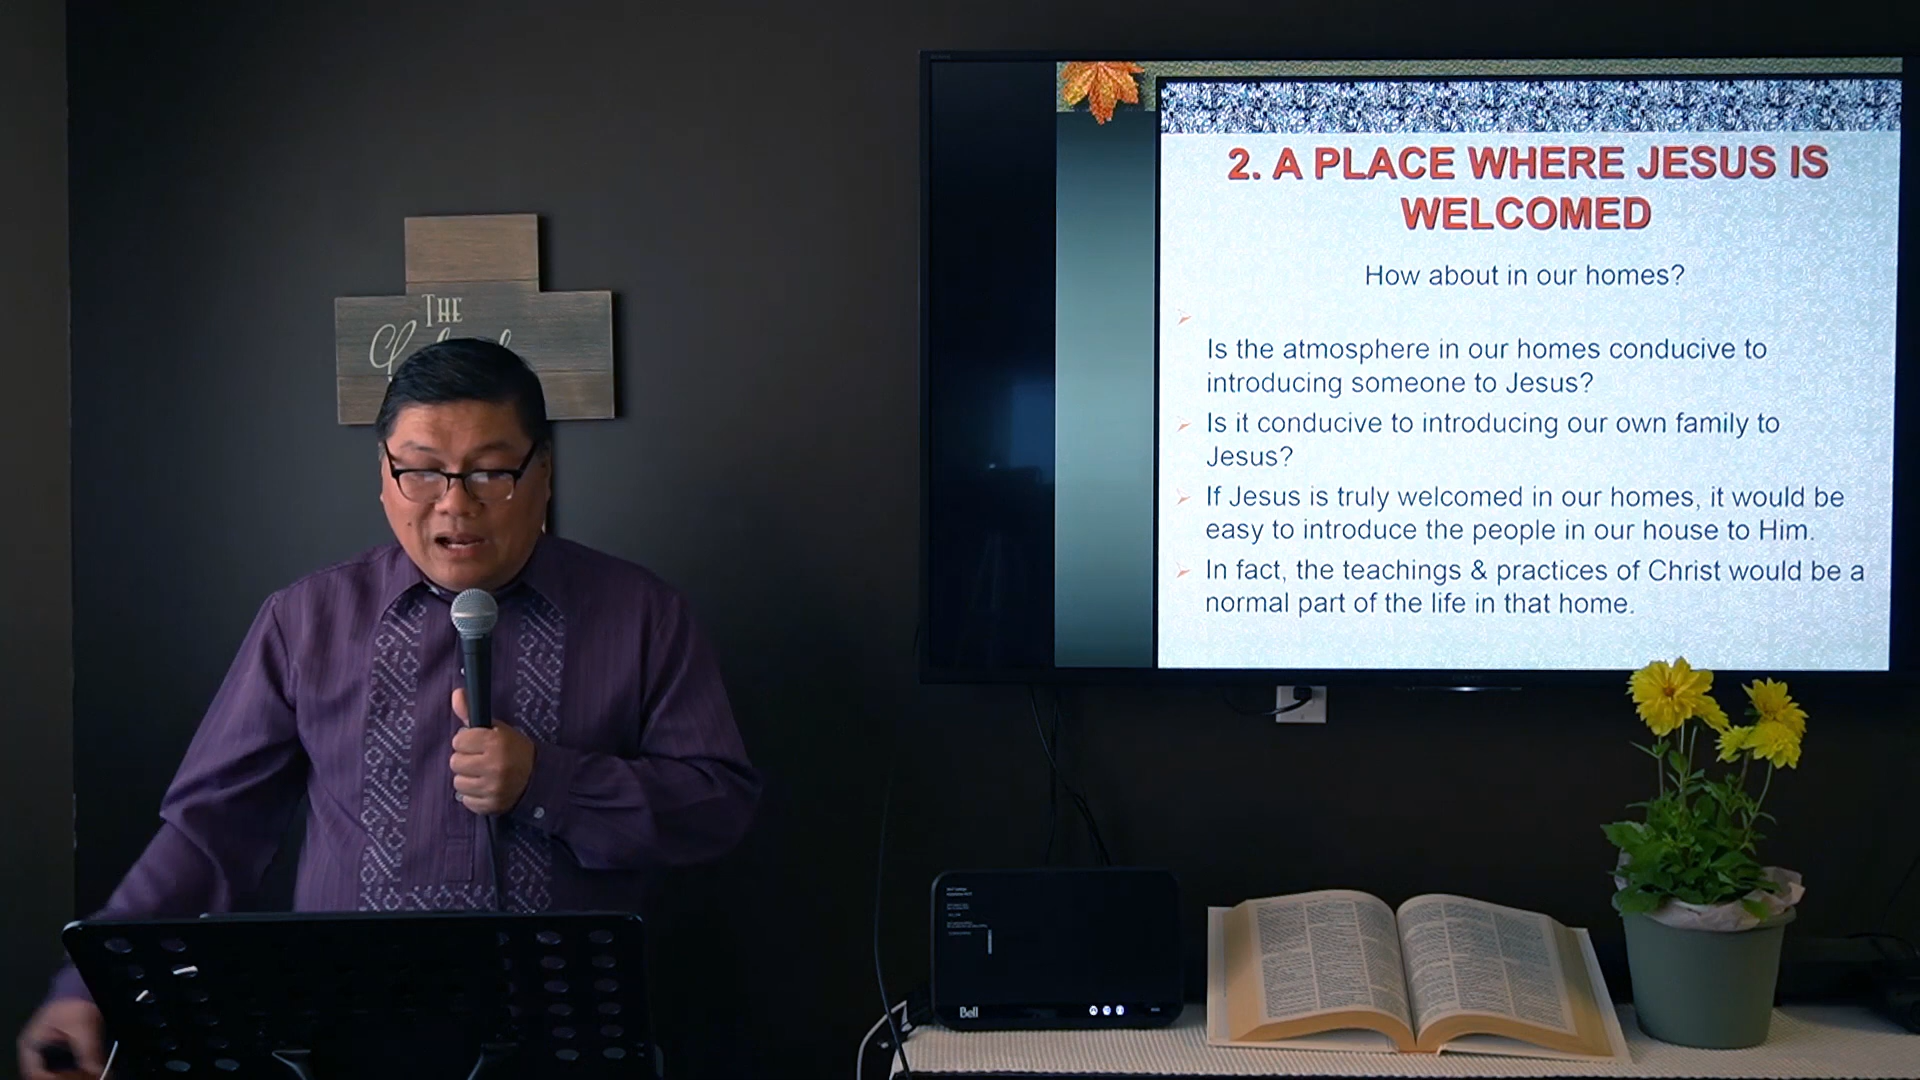 THE
2. A PLACE WHERE JESUS IS
WELCOMED
How about in our homes?
Is the atmosphere in our homes conducive to
introducing someone to Jesus?
Is it conducive to introducing our own family to
Jesus?
If Jesus is truly welcomed in our homes, it would be
easy to introduce the people in our house to Him.
In fact, the teachings & practices of Christ would be a
normal part of the life in that home.
Bell